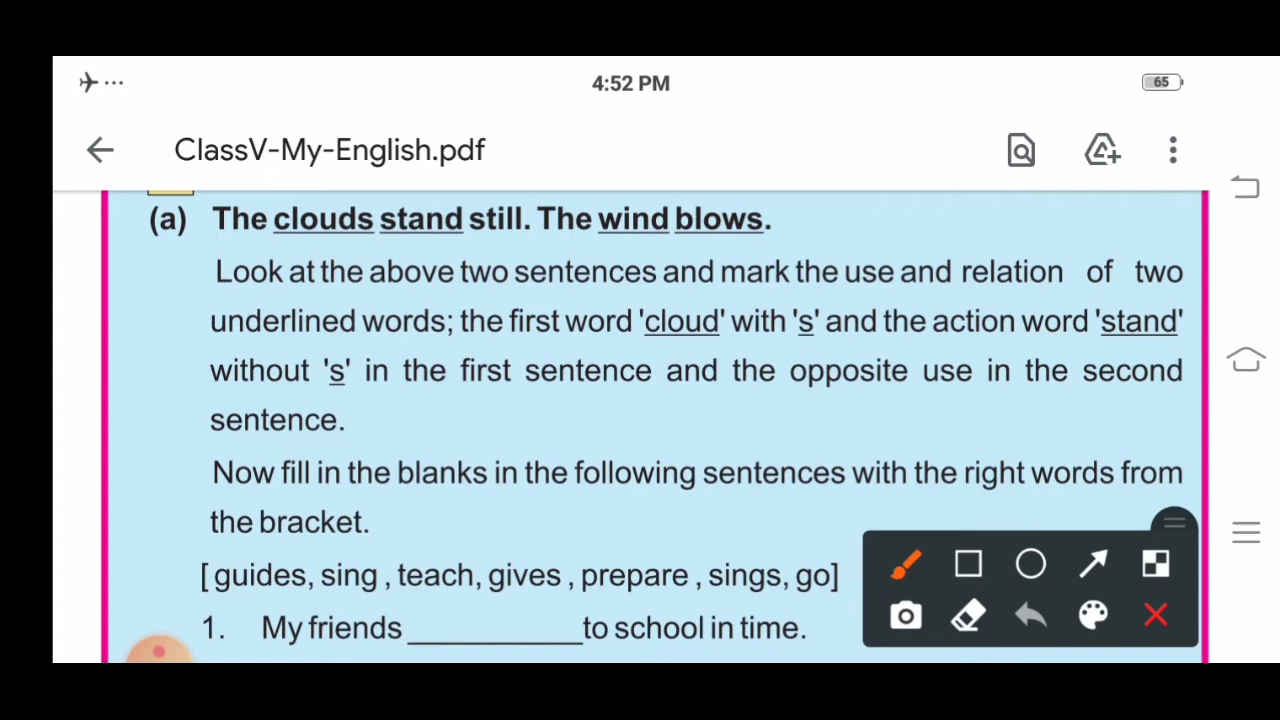 4:52 PM
65
ClassV-My-English.pdf
(a) The clouds stand still. The wind blows.
Look at the above two sentences and mark the use and relation of two
underlined words; the first word 'cloud' with 's' and the action word 'stand'
without 's' in the first sentence and the opposite use in the second
sentence.
Now fill in the blanks in the following sentences with the right words from
the bracket.
[ guides, sing , teach, gives , prepare , sings, go]
1. My friends __________ to school in time.